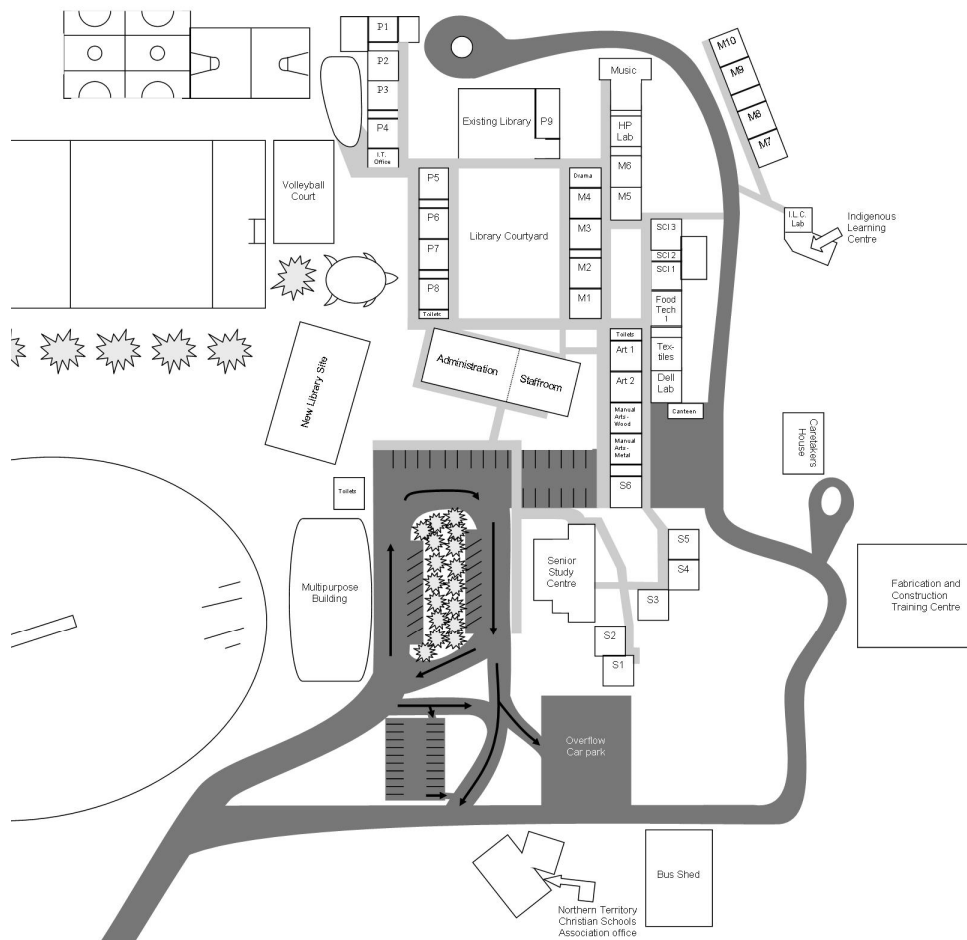 P1
P2
P3
P4
I.T.
Office
Music
M10
M9
M8
M7
Existing Library
P9
HP
Lab
M6
M5
Volleyball
Court
P5
P6
P7
P8
Toilets
Library Courtyard
Drama
M4
M3
M2
M1
SCI 3
SCI 2
SCI 1
Food
Tech
1
Tex-
tiles
Dell
Lab
Canteen
I.L.C.
Lab
Indigenous
Learning
Centre
New Library Site
Administration
Staffroom
Toilets
Art 1
Art 2
Manual
Arts -
Wood
Manual
Arts -
Metal
S6
Caretakers
House
Toilets
Multipurpose
Building
Senior
Study
Centre
S5
S4
S3
S2
S1
Fabrication and
Construction
Training Centre
Overflow
Car park
Bus Shed
Northern Territory
Christian Schools
Association office